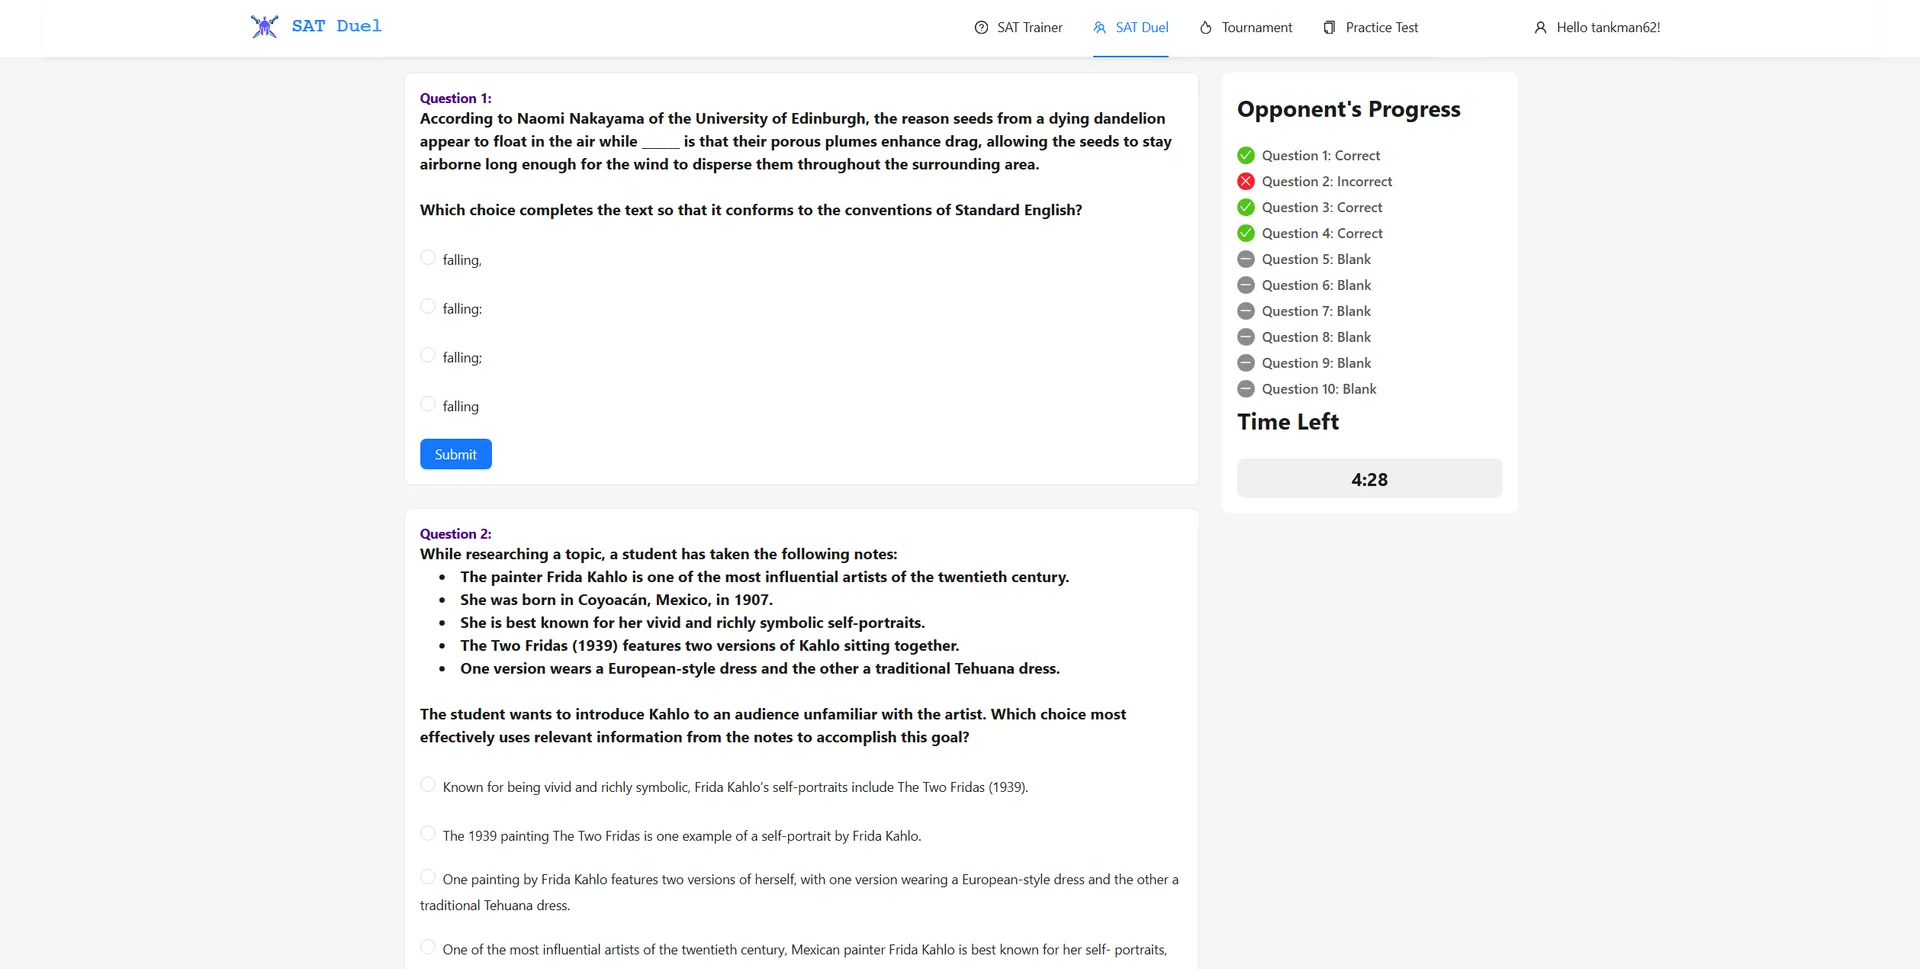 SAT Duel
SAT Trainer
SAT Duel
Tournament
Practice Test
Hello tankman62!
Question 1:
According to Naomi Nakayama of the University of Edinburgh, the reason seeds from a dying dandelion
appear to float in the air while _____ is that their porous plumes enhance drag, allowing the seeds to stay
airborne long enough for the wind to disperse them throughout the surrounding area.
Which choice completes the text so that it conforms to the conventions of Standard English?
falling,
falling:
falling;
falling
Submit
Question 2:
While researching a topic, a student has taken the following notes:
• The painter Frida Kahlo is one of the most influential artists of the twentieth century.
• She was born in Coyoacán, Mexico, in 1907.
• She is best known for her vivid and richly symbolic self-portraits.
• The Two Fridas (1939) features two versions of Kahlo sitting together.
• One version wears a European-style dress and the other a traditional Tehuana dress.
The student wants to introduce Kahlo to an audience unfamiliar with the artist. Which choice most
effectively uses relevant information from the notes to accomplish this goal?
Known for being vivid and richly symbolic, Frida Kahlo’s self-portraits include The Two Fridas (1939).
The 1939 painting The Two Fridas is one example of a self-portrait by Frida Kahlo.
One painting by Frida Kahlo features two versions of herself, with one version wearing a European-style dress and the other a
traditional Tehuana dress.
One of the most influential artists of the twentieth century, Mexican painter Frida Kahlo is best known for her self- portraits,
Opponent's Progress
Question 1: Correct
Question 2: Incorrect
Question 3: Correct
Question 4: Correct
Question 5: Blank
Question 6: Blank
Question 7: Blank
Question 8: Blank
Question 9: Blank
Question 10: Blank
Time Left
4:28